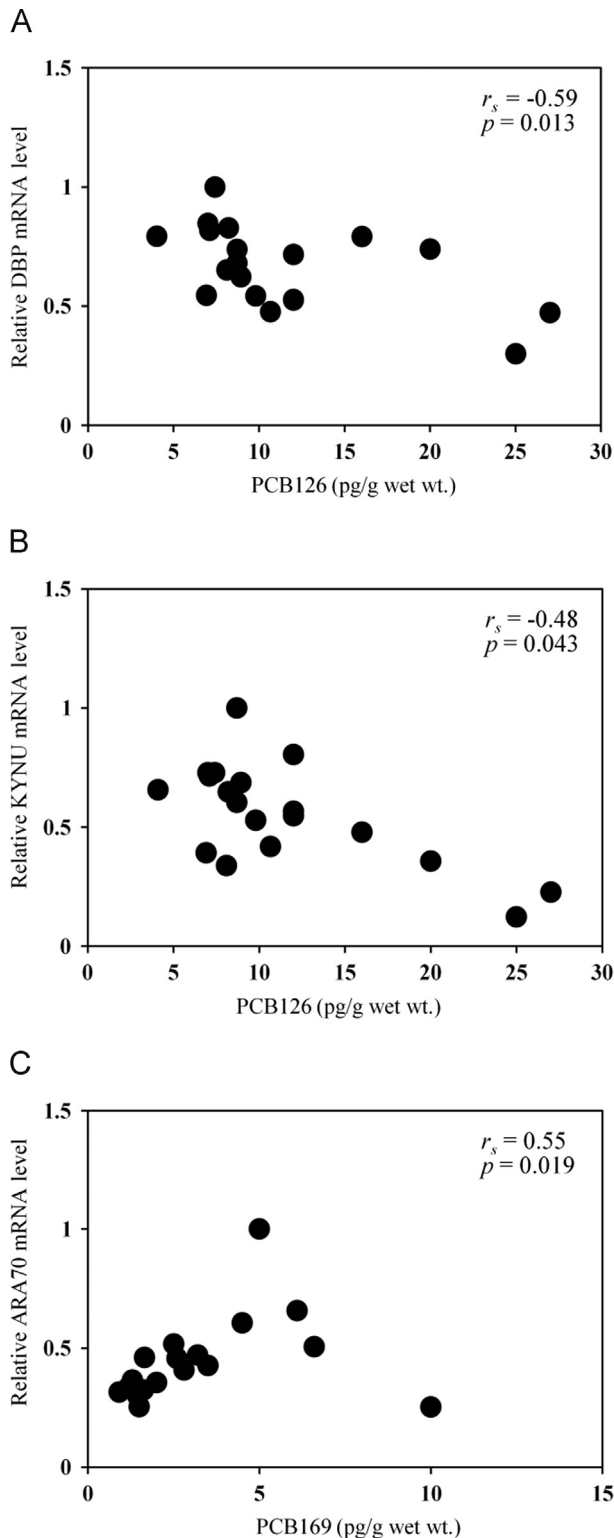 A
1.5
r_s = -0.59
p = 0.013
1
0.5
0
Relative DBP mRNA level
0 5 10 15 20 25 30
PCB126 (pg/g wet wt.)
B
1.5
r_s = -0.48
p = 0.043
1
0.5
0
Relative KYNU mRNA level
0 5 10 15 20 25 30
PCB126 (pg/g wet wt.)
C
1.5
r_s = 0.55
p = 0.019
1
0.5
0
Relative ARA70 mRNA level
0 5 10 15
PCB169 (pg/g wet wt.)